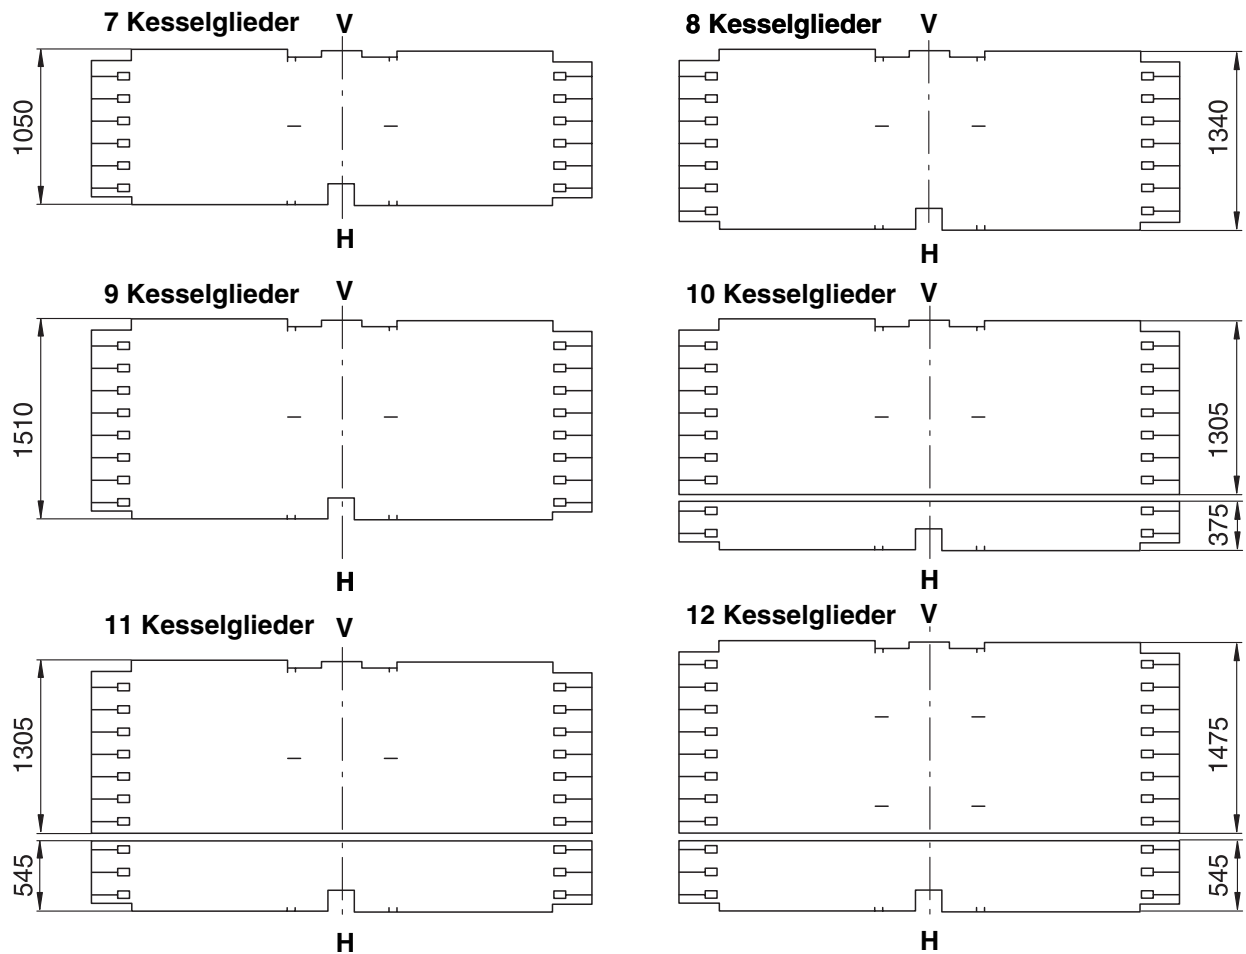 7 Kesselglieder V
1050
H
8 Kesselglieder V
1340
H
9 Kesselglieder V
1510
H
10 Kesselglieder V
1305
375
H
11 Kesselglieder V
1305
545
H
12 Kesselglieder V
1475
545
H